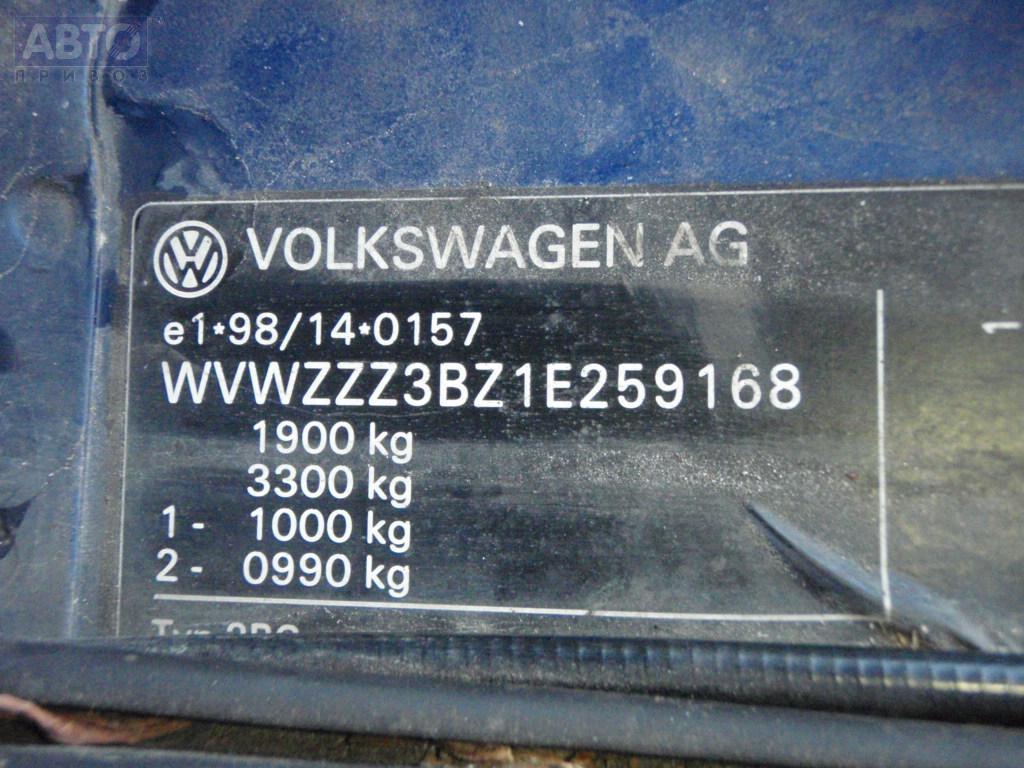 АВТО
ПРИВОЗ
VOLKSWAGEN AG
e1*98/14*0157
WVWZZZ3BZ1E259168
1900 kg
3300 kg
1- 1000 kg
2- 0990 kg
1